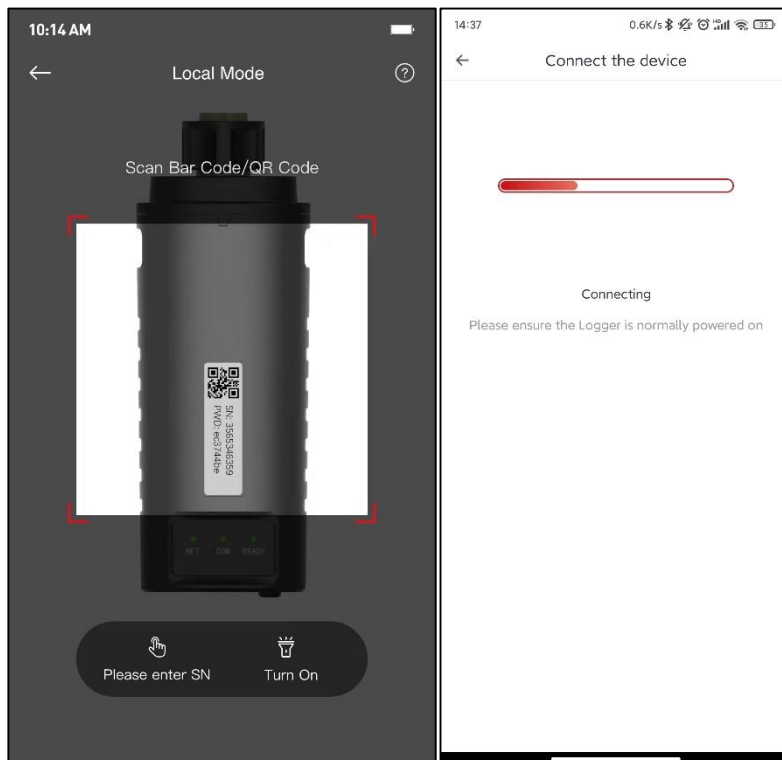 10:14 AM
Local Mode
Scan Bar Code/QR Code
SN: 3565346359
PWD: ec3744be
NET COM READY
Please enter SN
Turn On
14:37
0.6K/s
35
Connect the device
Connecting
Please ensure the Logger is normally powered on